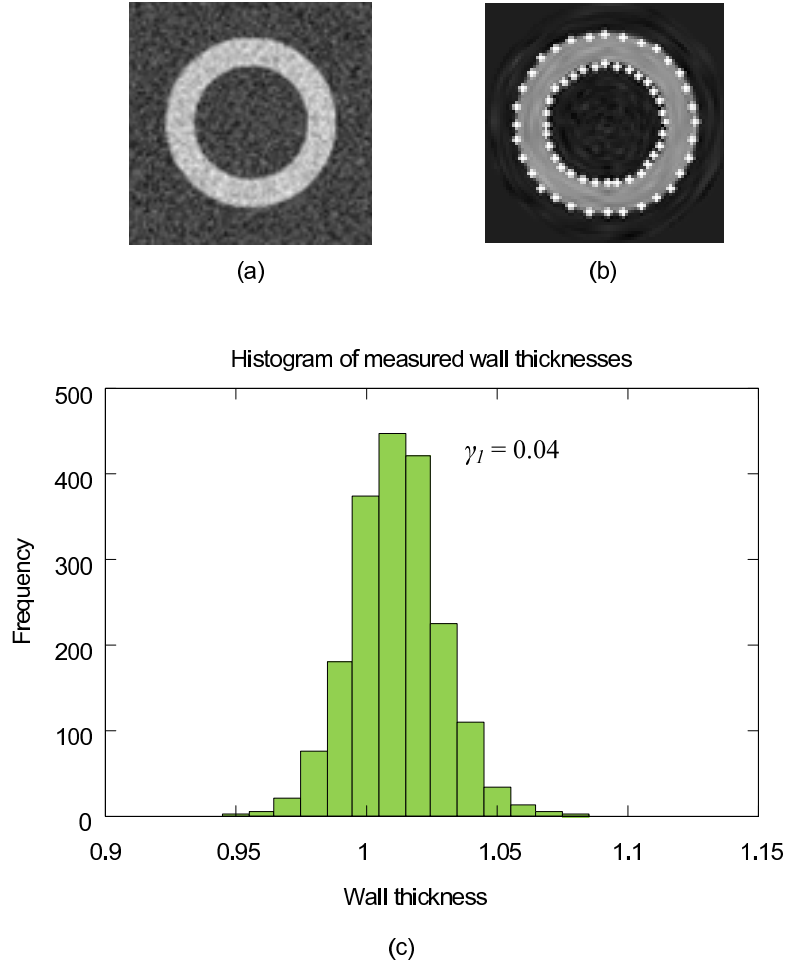 (a)
(b)
Histogram of measured wall thicknesses
500
γ1 = 0.04
400
300
200
100
0
Frequency
0.9 0.95 1 1.05 1.1 1.15
Wall thickness
(c)